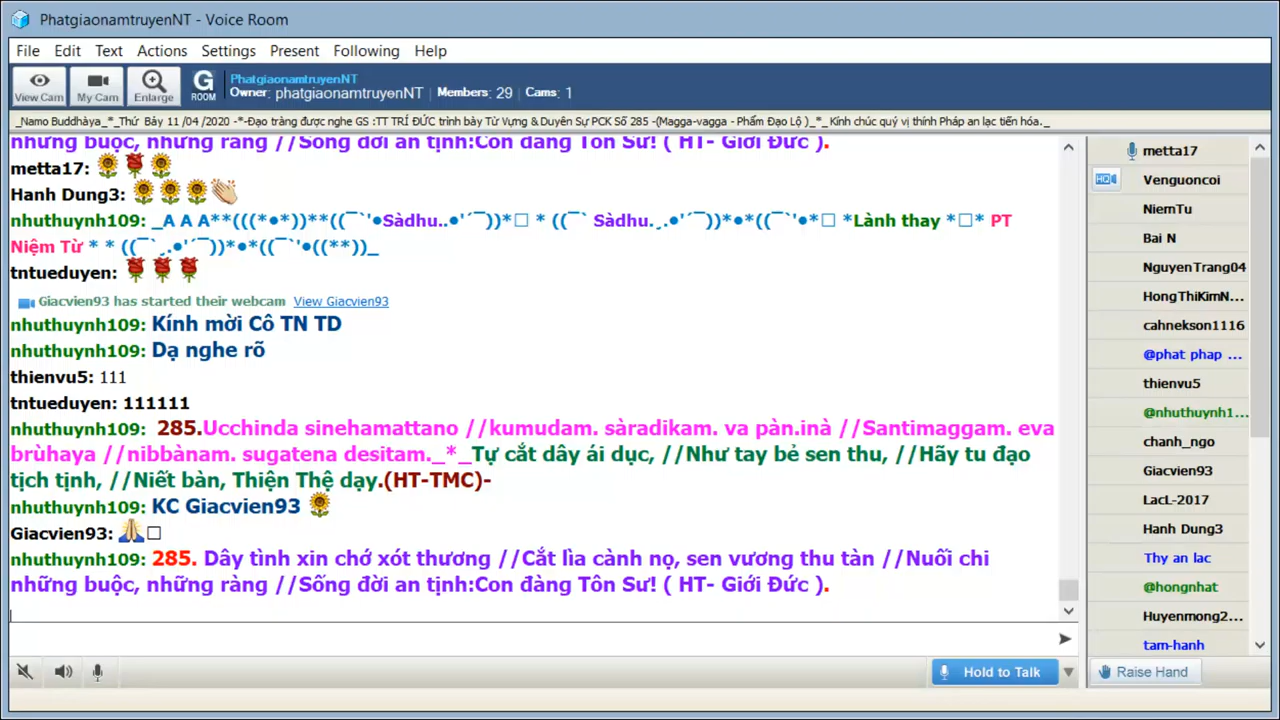 PhatgiaonamtruyenNT - Voice Room
File Edit Text Actions Settings Present Following Help
View Cam My Cam Enlarge G ROOM
PhatgiaonamtruyenNT
Owner: phatgiaonamtruyenNT | Members: 29 | Cams: 1
_Namo Buddhàya_*_Thứ Bảy 11 /04 /2020 -*-Đạo tràng được nghe GS :TT TRÍ ĐỨC trình bày Từ Vựng & Duyên Sự PCK Số 285 -(Magga-vagga - Phẩm Đạo Lộ )_*_ Kính chúc quý vị thính Pháp an lạc tiến hóa._
những buộc, những ràng //Sống đời an tịnh:Con đàng Tôn Sư! ( HT- Giới Đức ).
metta17:
Hanh Dung3:
nhuthuynh109: _A A A**(((*●*))**((¯`'●Sàdhu..●'´¯))*□ * ((¯` Sàdhu.¸.●'´¯))*●*((¯`'●*□ *Lành thay *□* PT
Niệm Từ * * ((¯`¸.●'´¯))*●*((¯`'●((**))_
tntueduyen:
Giacvien93 has started their webcam View Giacvien93
nhuthuynh109: Kính mời Cô TN TD
nhuthuynh109: Dạ nghe rõ
thienvu5: 111
tntueduyen: 111111
nhuthuynh109: 285.Ucchinda sinehamattano //kumudam. sàradikam. va pàn.inà //Santimaggam. eva
brùhaya //nibbànam. sugatena desitam._*_Tự cắt dây ái dục, //Như tay bẻ sen thu, //Hãy tu đạo
tịch tịnh, //Niết bàn, Thiện Thệ dạy.(HT-TMC)-
nhuthuynh109: KC Giacvien93
Giacvien93: □
nhuthuynh109: 285. Dây tình xin chớ xót thương //Cắt lìa cành nọ, sen vương thu tàn //Nuối chi
những buộc, những ràng //Sống đời an tịnh:Con đàng Tôn Sư! ( HT- Giới Đức ).
metta17
HQ Venguoncoi
NiemTu
Bai N
NguyenTrang04
HongThiKimN...
cahnekson1116
@phat phap ...
thienvu5
@nhuthuynh1...
chanh_ngo
Giacvien93
LacL-2017
Hanh Dung3
Thy an lac
@hongnhat
Huyenmong2...
tam-hanh
Hold to Talk
Raise Hand